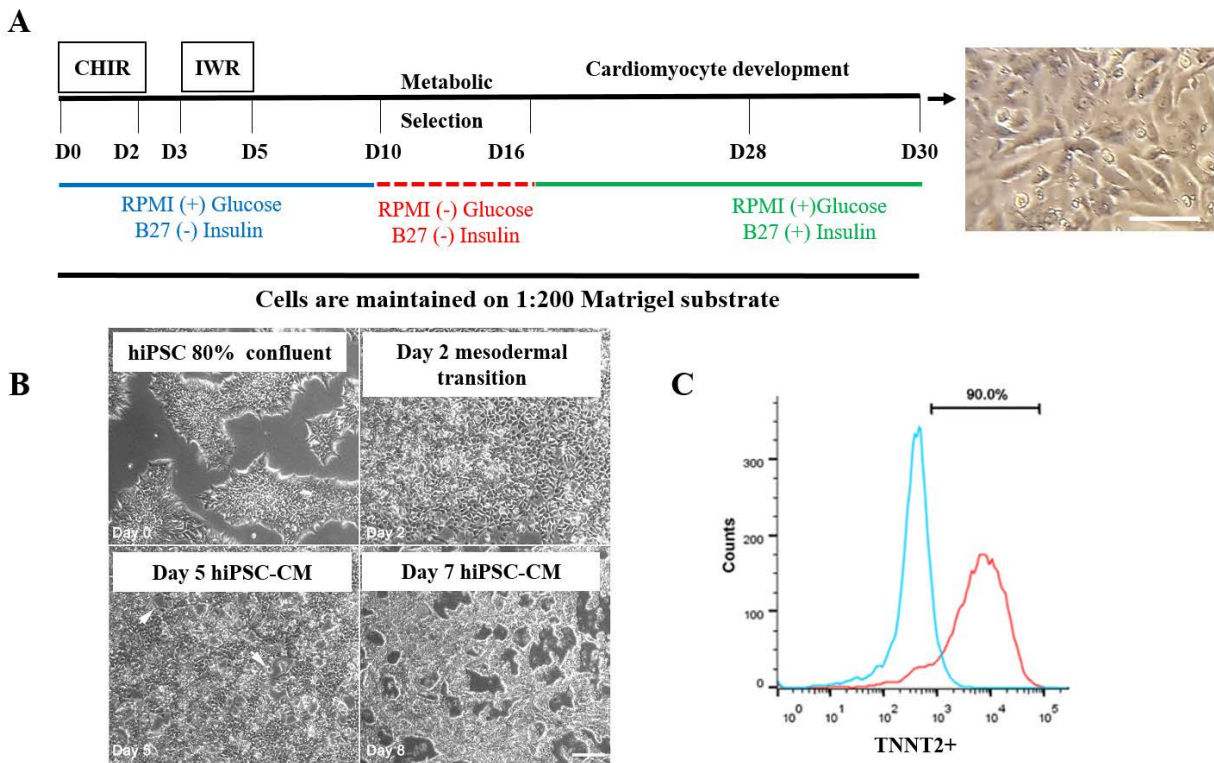 A
CHIR
IWR
Metabolic
Selection
Cardiomyocyte development
D0 D2 D3 D5 D10 D16 D28 D30
RPMI (+) Glucose
B27 (-) Insulin
RPMI (-) Glucose
B27 (-) Insulin
RPMI (+)Glucose
B27 (+) Insulin
Cells are maintained on 1:200 Matrigel substrate
B
hiPSC 80% confluent
Day 0
Day 2 mesodermal
transition
Day 2
Day 5 hiPSC-CM
Day 5
Day 7 hiPSC-CM
Day 8
C
90.0%
Counts
300
200
100
0
10^0 10^1 10^2 10^3 10^4 10^5
TNNT2+